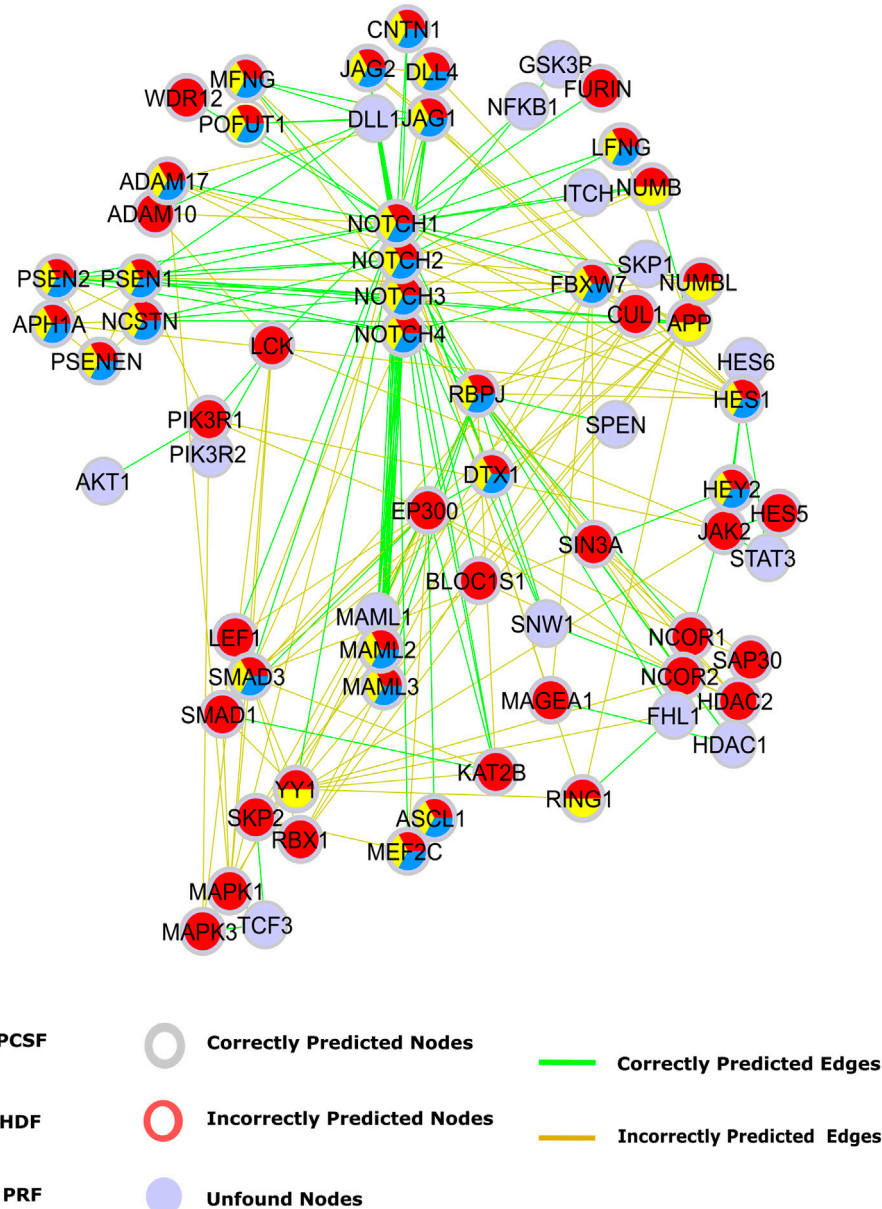 CNTN1
JAG2
DLL4
GSK3B
FURIN
MFNG
WDR12
POFUT1
DLL1
JAG1
NFKB1
LFNG
ADAM17
ADAM10
ITCH
NUMB
NOTCH1
NOTCH2
NOTCH3
NOTCH4
PSEN2
PSEN1
APH1A
NCSTN
PSENEN
LCK
FBXW7
SKP1
NUMBL
CUL1
APP
HES6
HES1
RBPJ
SPEN
PIK3R1
PIK3R2
AKT1
DTX1
HEY2
HES5
JAK2
STAT3
EP300
SIN3A
BLOC1S1
MAML1
MAML2
MAML3
SNW1
LEF1
SMAD3
SMAD1
NCOR1
SAP30
NCOR2
HDAC2
MAGEA1
FHL1
HDAC1
KAT2B
YY1
RING1
SKP2
RBX1
ASCL1
MEF2C
MAPK1
MAPK3
TCF3
PCSF
Correctly Predicted Nodes
Correctly Predicted Edges
HDF
Incorrectly Predicted Nodes
Incorrectly Predicted Edges
PRF
Unfound Nodes